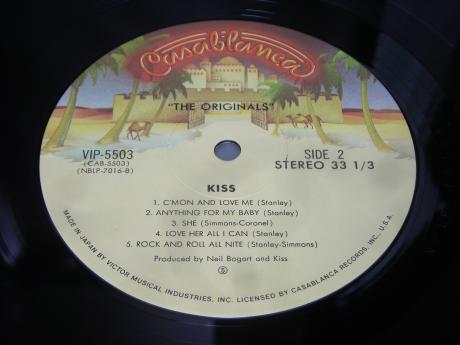 Casablanca
"THE ORIGINALS"
VIP-5503
(CAB-5503)
(NBLP-7016-B)
SIDE 2
STEREO 33 1/3
KISS
1. C'MON AND LOVE ME (Stanley)
2. ANYTHING FOR MY BABY (Stanley)
3. SHE (Simmons-Coronel)
4. LOVE HER ALL I CAN (Stanley)
5. ROCK AND ROLL ALL NITE (Stanley-Simmons)
Produced by Neil Bogart and Kiss
Ⓢ
MADE IN JAPAN BY VICTOR MUSICAL INDUSTRIES, INC. LICENSED BY CASABLANCA RECORDS, INC., U.S.A.